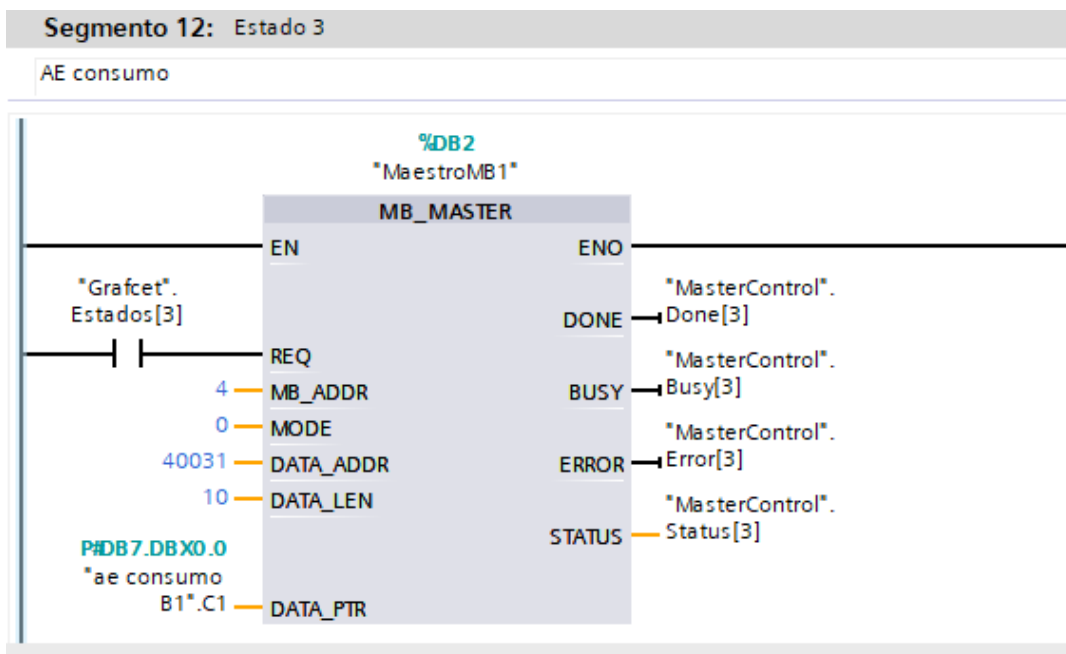 Segmento 12: Estado 3
AE consumo
%DB2
"MaestroMB1"
MB_MASTER
EN ENO
"Grafcet".
Estados[3]
"MasterControl".
DONE Done[3]
REQ
"MasterControl".
4 MB_ADDR BUSY Busy[3]
0 MODE
"MasterControl".
40031 DATA_ADDR ERROR Error[3]
10 DATA_LEN
"MasterControl".
STATUS Status[3]
P#DB7.DBX0.0
"ae consumo
B1".C1 DATA_PTR